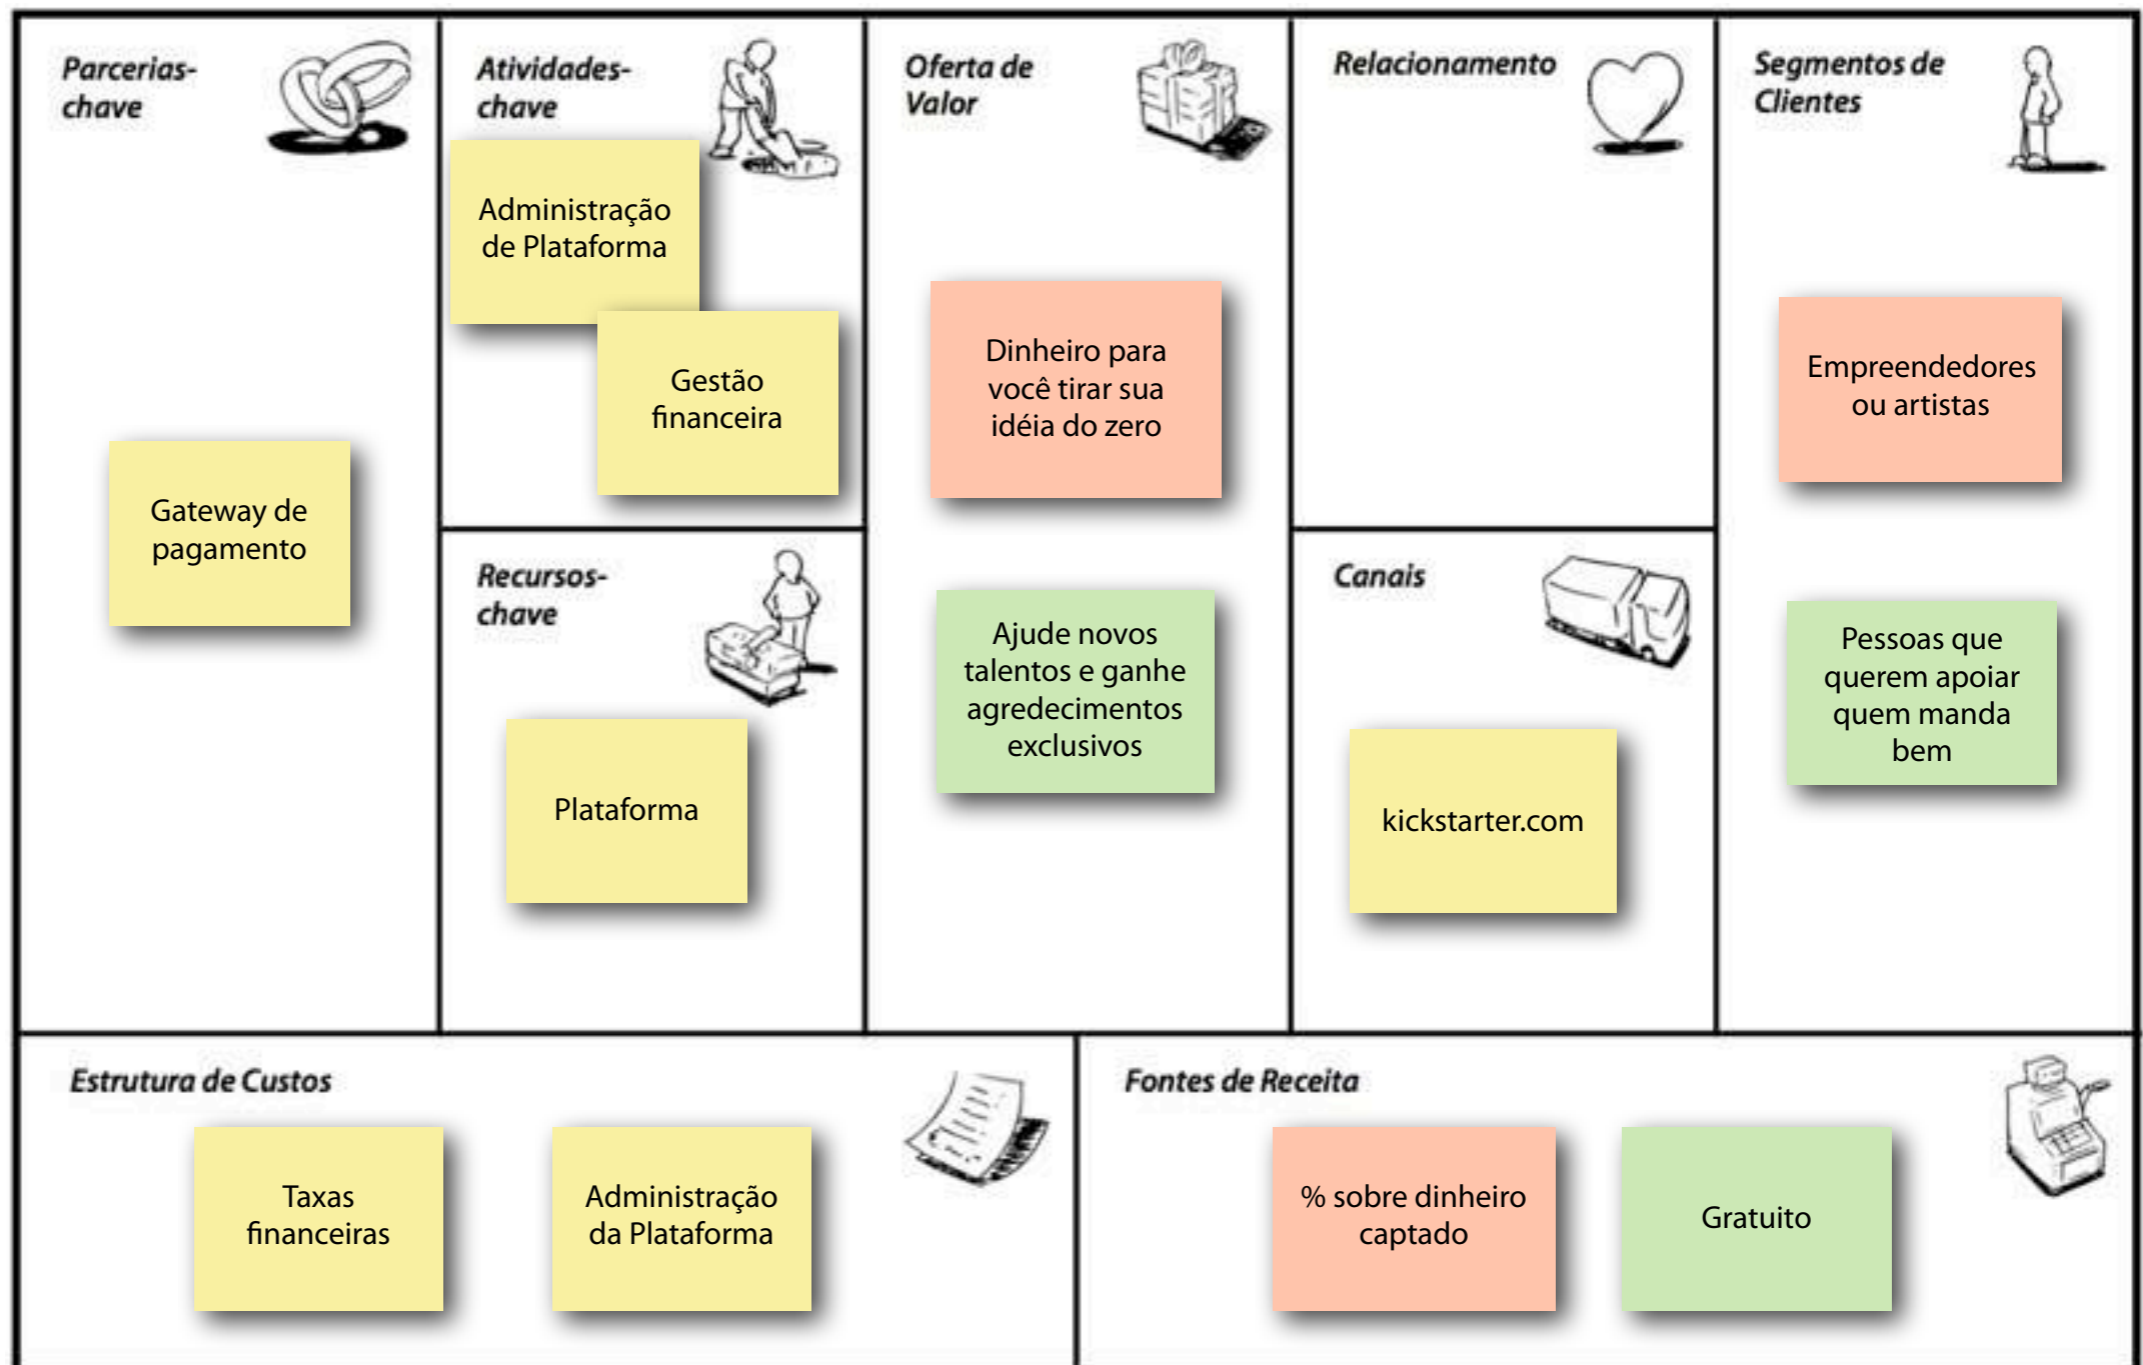 Parcerias-
chave
Gateway de
pagamento
Atividades-
chave
Administração
de Plataforma
Gestão
financeira
Recursos-
chave
Plataforma
Oferta de
Valor
Dinheiro para
você tirar sua
idéia do zero
Ajude novos
talentos e ganhe
agredecimentos
exclusivos
Relacionamento
Canais
kickstarter.com
Segmentos de
Clientes
Empreendedores
ou artistas
Pessoas que
querem apoiar
quem manda
bem
Estrutura de Custos
Taxas
financeiras
Administração
da Plataforma
Fontes de Receita
% sobre dinheiro
captado
Gratuito